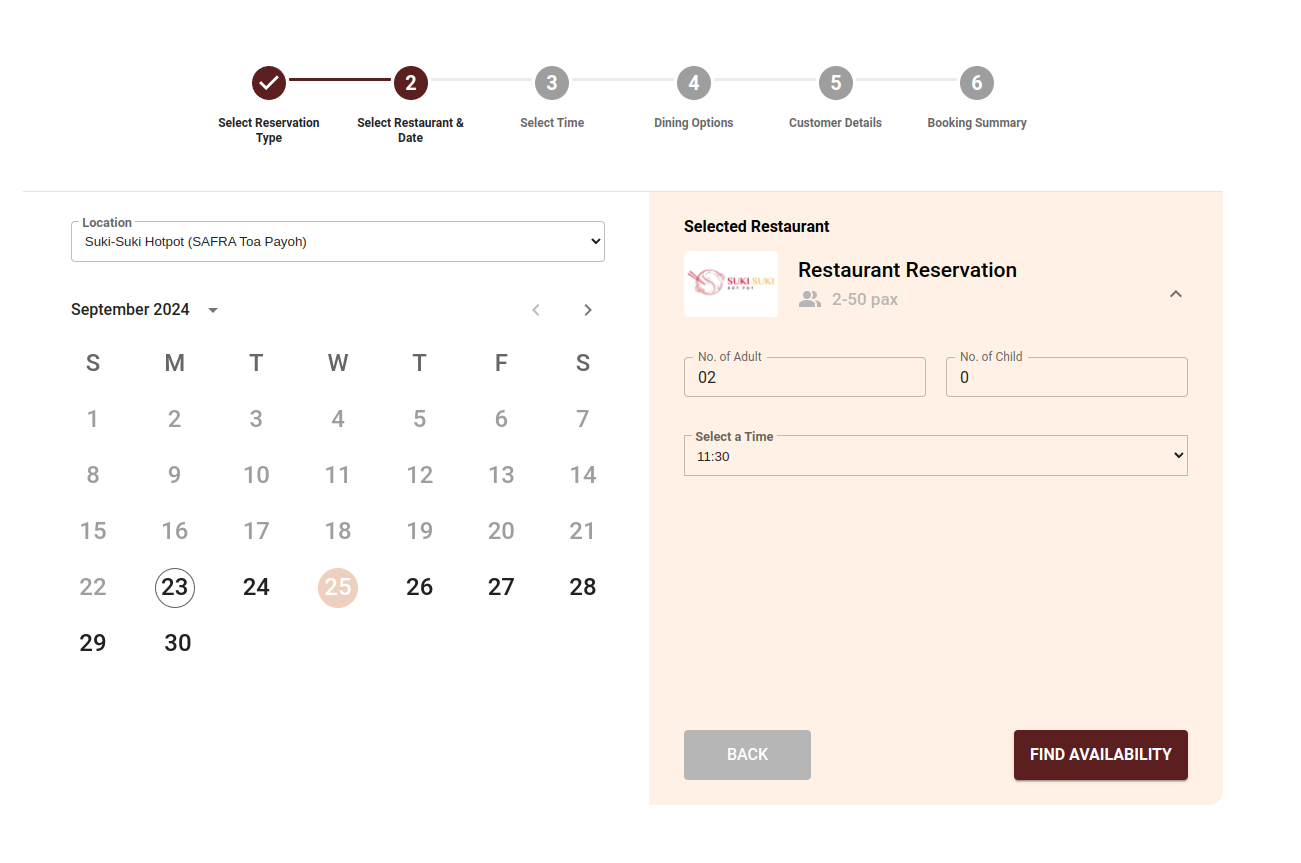 2
3
4
5
6
Select Reservation
Type
Select Restaurant &
Date
Select Time
Dining Options
Customer Details
Booking Summary
Location
Suki-Suki Hotpot (SAFRA Toa Payoh)
September 2024
S M T W T F S
1 2 3 4 5 6 7
8 9 10 11 12 13 14
15 16 17 18 19 20 21
22 23 24 25 26 27 28
29 30
Selected Restaurant
SUKI SUKI
HOT POT
Restaurant Reservation
2-50 pax
No. of Adult
02
No. of Child
0
Select a Time
11:30
BACK
FIND AVAILABILITY